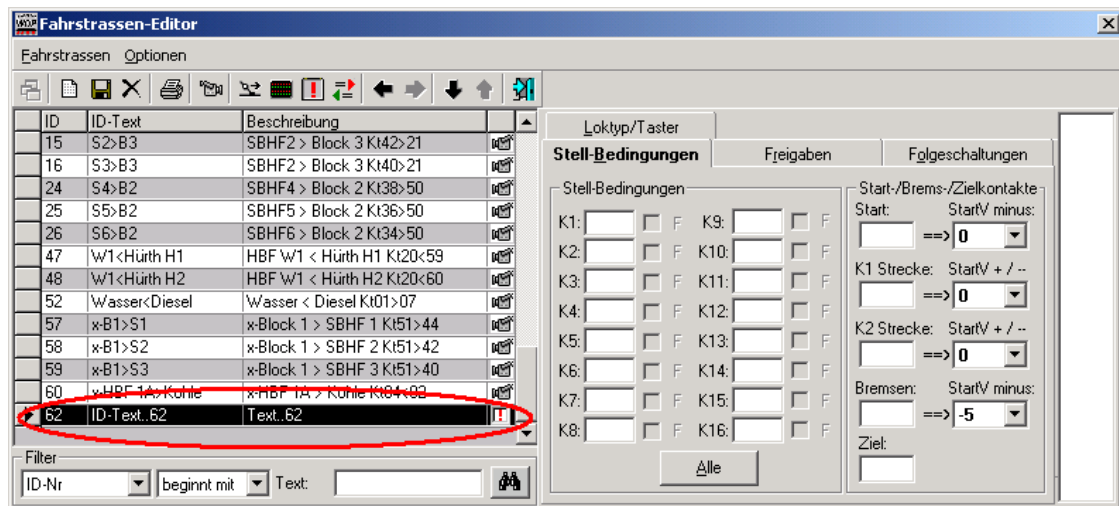 Fahrstrassen-Editor
Fahrstrassen Optionen
ID ID-Text Beschreibung
15 S2>B3 SBHF2 > Block 3 Kt42>21
16 S3>B3 SBHF2 > Block 3 Kt40>21
24 S4>B2 SBHF4 > Block 2 Kt38>50
25 S5>B2 SBHF5 > Block 2 Kt36>50
26 S6>B2 SBHF6 > Block 2 Kt34>50
47 W1<Hürth H1 HBF W1 < Hürth H1 Kt20<59
48 W1<Hürth H2 HBF W1 < Hürth H2 Kt20<60
52 Wasser<Diesel Wasser < Diesel Kt01>07
57 x-B1>S1 x-Block 1 > SBHF 1 Kt51>44
58 x-B1>S2 x-Block 1 > SBHF 2 Kt51>42
59 x-B1>S3 x-Block 1 > SBHF 3 Kt51>40
60 x-HBF 1A>Kohle x-HBF 1A > Kohle Kt04<02
62 ID-Text..62 Text..62
Filter
ID-Nr beginnt mit Text:
Loktyp/Taster
Stell-Bedingungen Freigaben Folgeschaltungen
Stell-Bedingungen
K1: F K9: F
K2: F K10: F
K3: F K11: F
K4: F K12: F
K5: F K13: F
K6: F K14: F
K7: F K15: F
K8: F K16: F
Alle
Start-/Brems-/Zielkontakte
Start: StartV minus:
==> 0
K1 Strecke: StartV + / --
==> 0
K2 Strecke: StartV + / --
==> 0
Bremsen: StartV minus:
==> -5
Ziel: